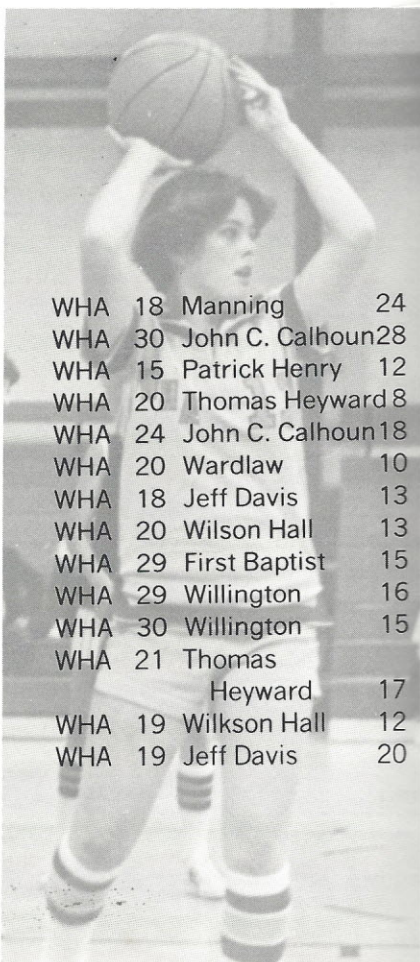 WHA 18 Manning 24
WHA 30 John C. Calhoun28
WHA 15 Patrick Henry 12
WHA 20 Thomas Heyward 8
WHA 24 John C. Calhoun 18
WHA 20 Wardlaw 10
WHA 18 Jeff Davis 13
WHA 20 Wilson Hall 13
WHA 29 First Baptist 15
WHA 29 Willington 16
WHA 30 Willington 15
WHA 21 Thomas
Heyward 17
WHA 19 Wilkson Hall 12
WHA 19 Jeff Davis 20